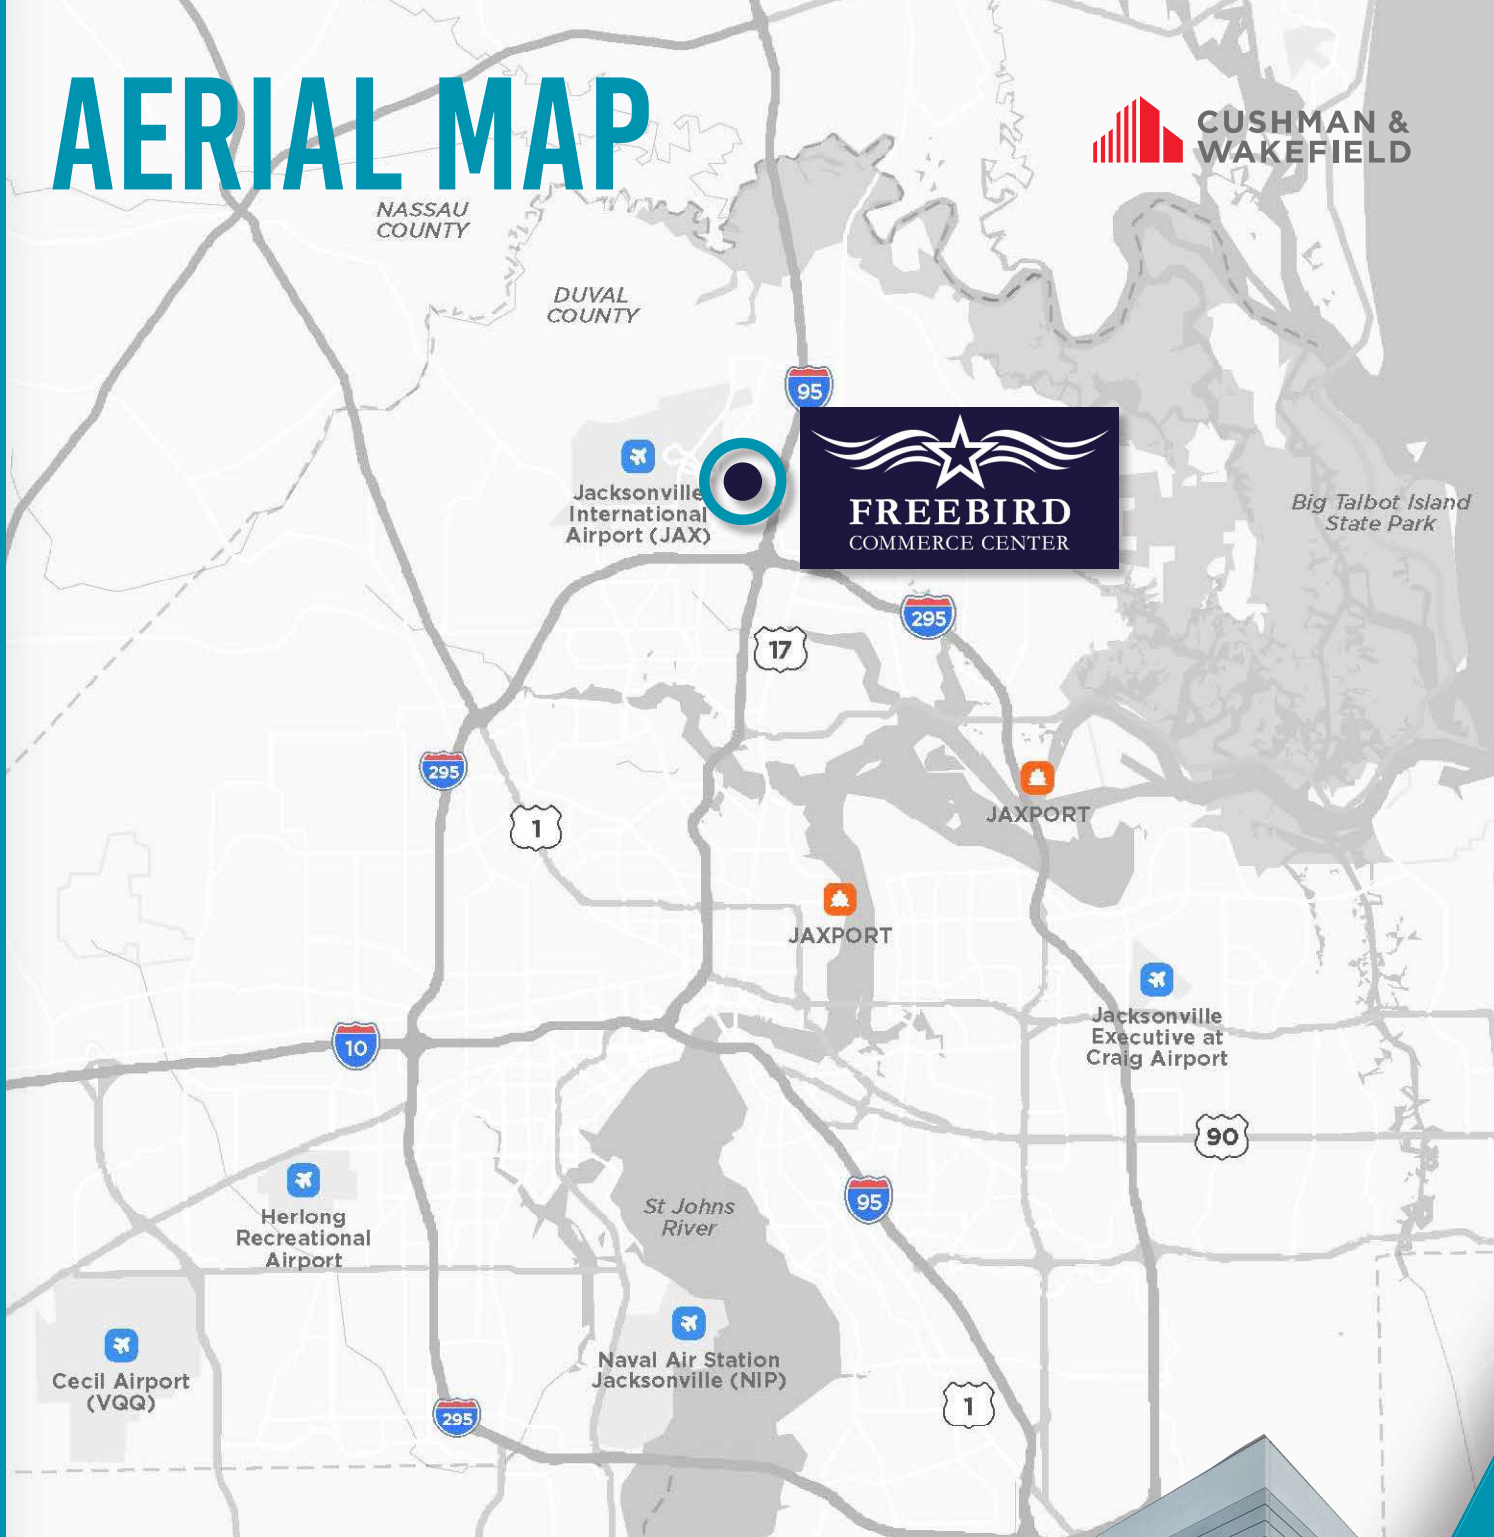 AERIAL MAP
CUSHMAN &
WAKEFIELD
NASSAU
COUNTY
DUVAL
COUNTY
95
FREEBIRD
COMMERCE CENTER
Jacksonville
International
Airport (JAX)
Big Talbot Island
State Park
295
17
295
JAXPORT
1
JAXPORT
Jacksonville
Executive at
Craig Airport
10
90
Herlong
Recreational
Airport
St Johns
River
95
Naval Air Station
Jacksonville (NIP)
Cecil Airport
(VQQ)
1
295